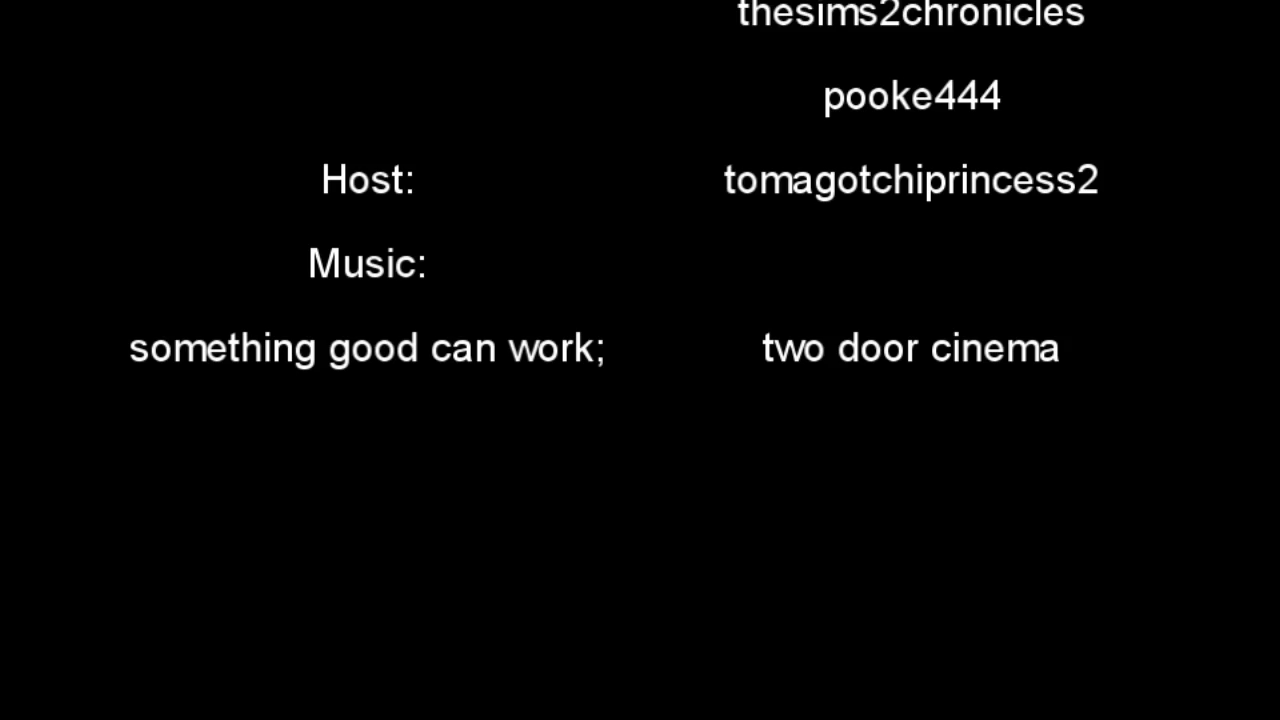 thesims2chronicles
pooke444
Host: tomagotchiprincess2
Music:
something good can work; two door cinema